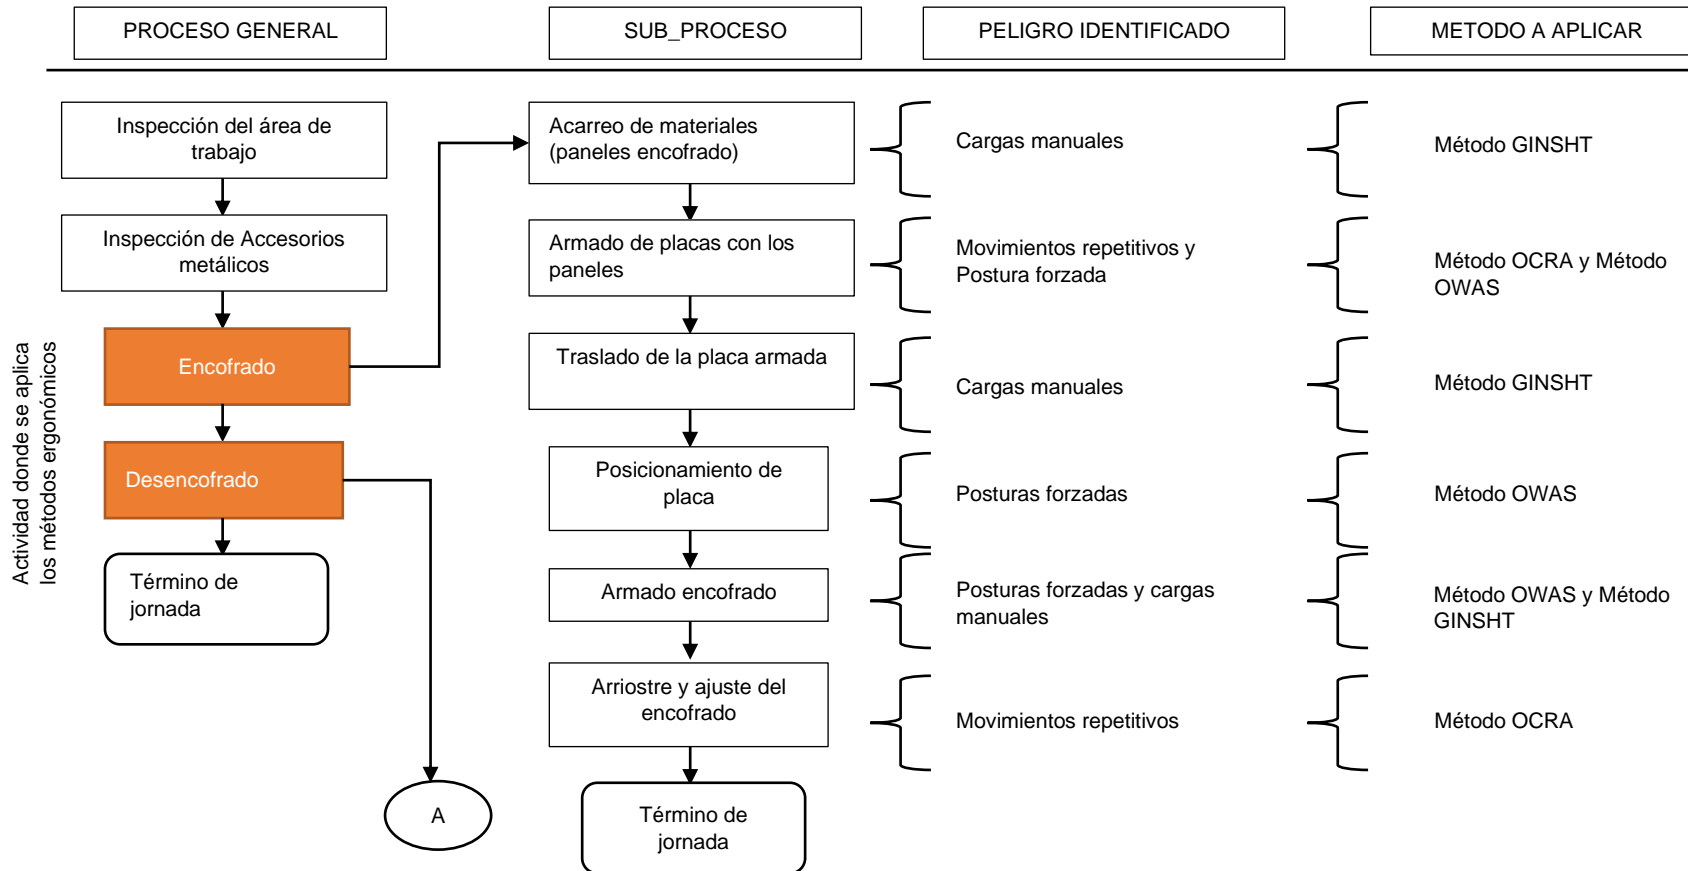 PROCESO GENERAL
SUB_PROCESO
PELIGRO IDENTIFICADO
METODO A APLICAR
Inspección del área de
trabajo
Inspección de Accesorios
metálicos
Encofrado
Desencofrado
Término de
jornada
Actividad donde se aplica
los métodos ergonómicos
A
Acarreo de materiales
(paneles encofrado)
Cargas manuales
Método GINSHT
Armado de placas con los
paneles
Movimientos repetitivos y
Postura forzada
Método OCRA y Método
OWAS
Traslado de la placa armada
Cargas manuales
Método GINSHT
Posicionamiento de
placa
Posturas forzadas
Método OWAS
Armado encofrado
Posturas forzadas y cargas
manuales
Método OWAS y Método
GINSHT
Arriostre y ajuste del
encofrado
Movimientos repetitivos
Método OCRA
Término de
jornada